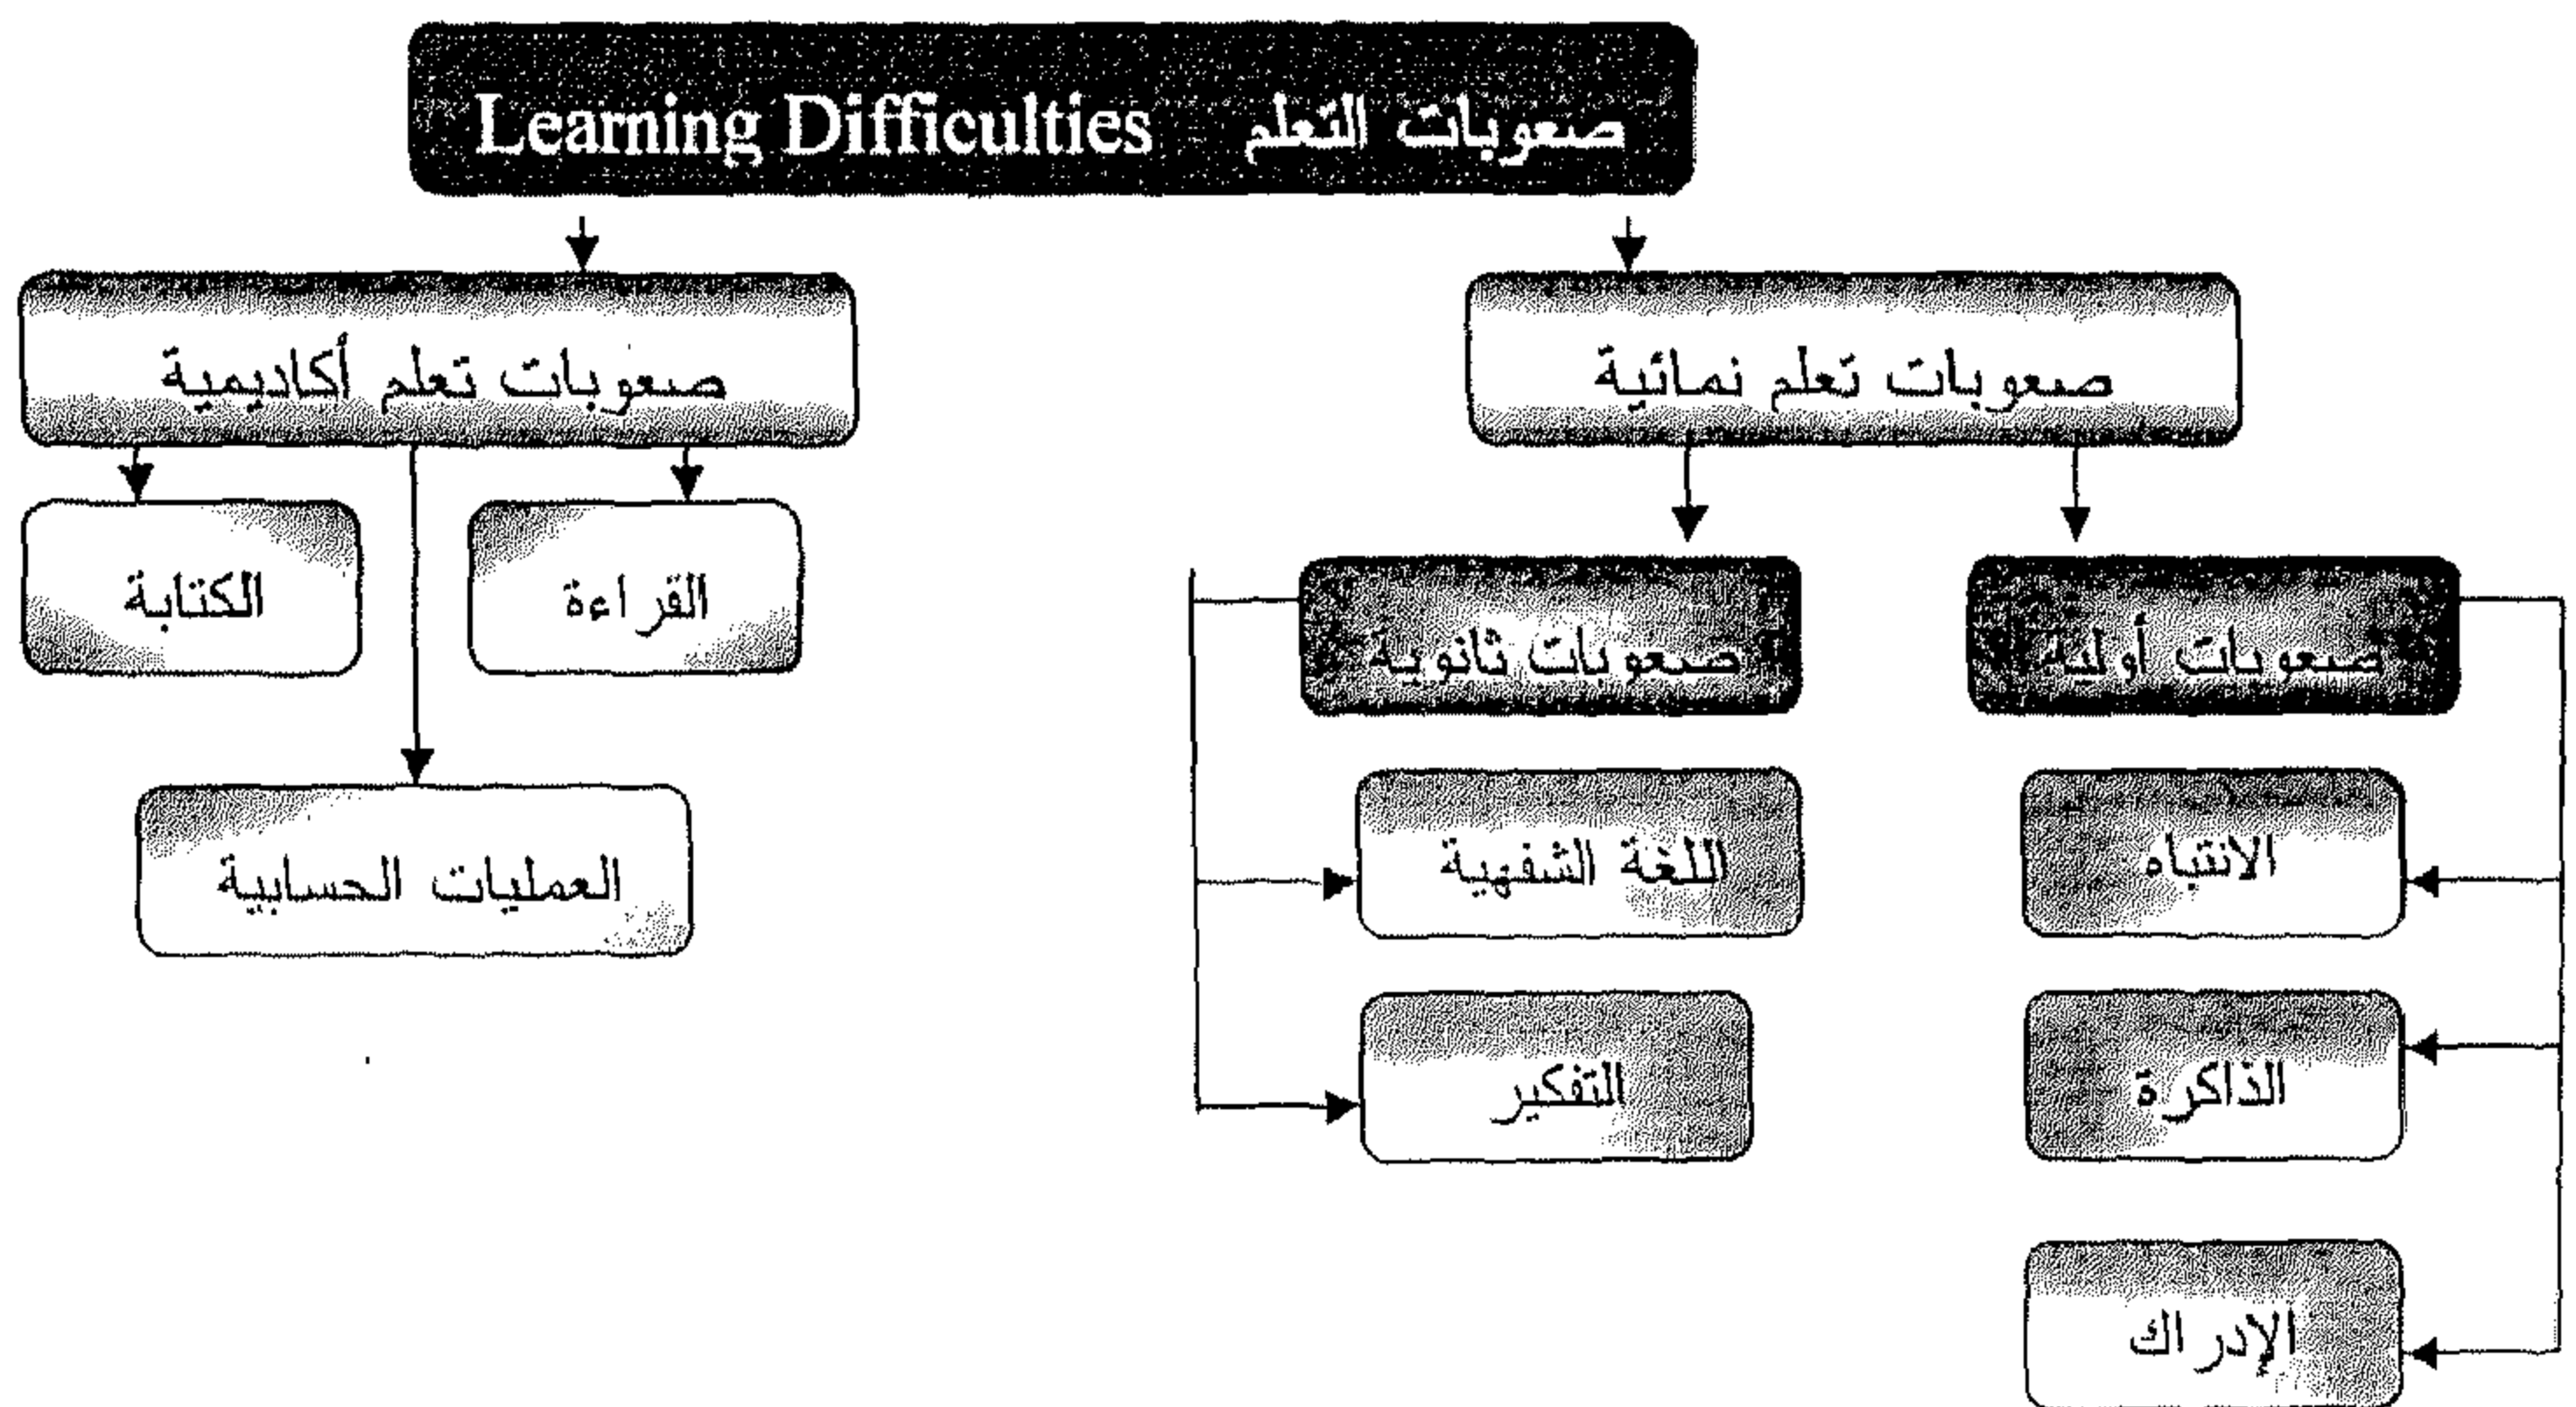 صعوبات التعلم Learning Difficulties
صعوبات تعلم نمائية
صعوبات تعلم أكاديمية
صعوبات أولية
صعوبات ثانوية
القراءة
الكتابة
الانتباه
اللغة الشفهية
العمليات الحسابية
الذاكرة
التفكير
الإدراك